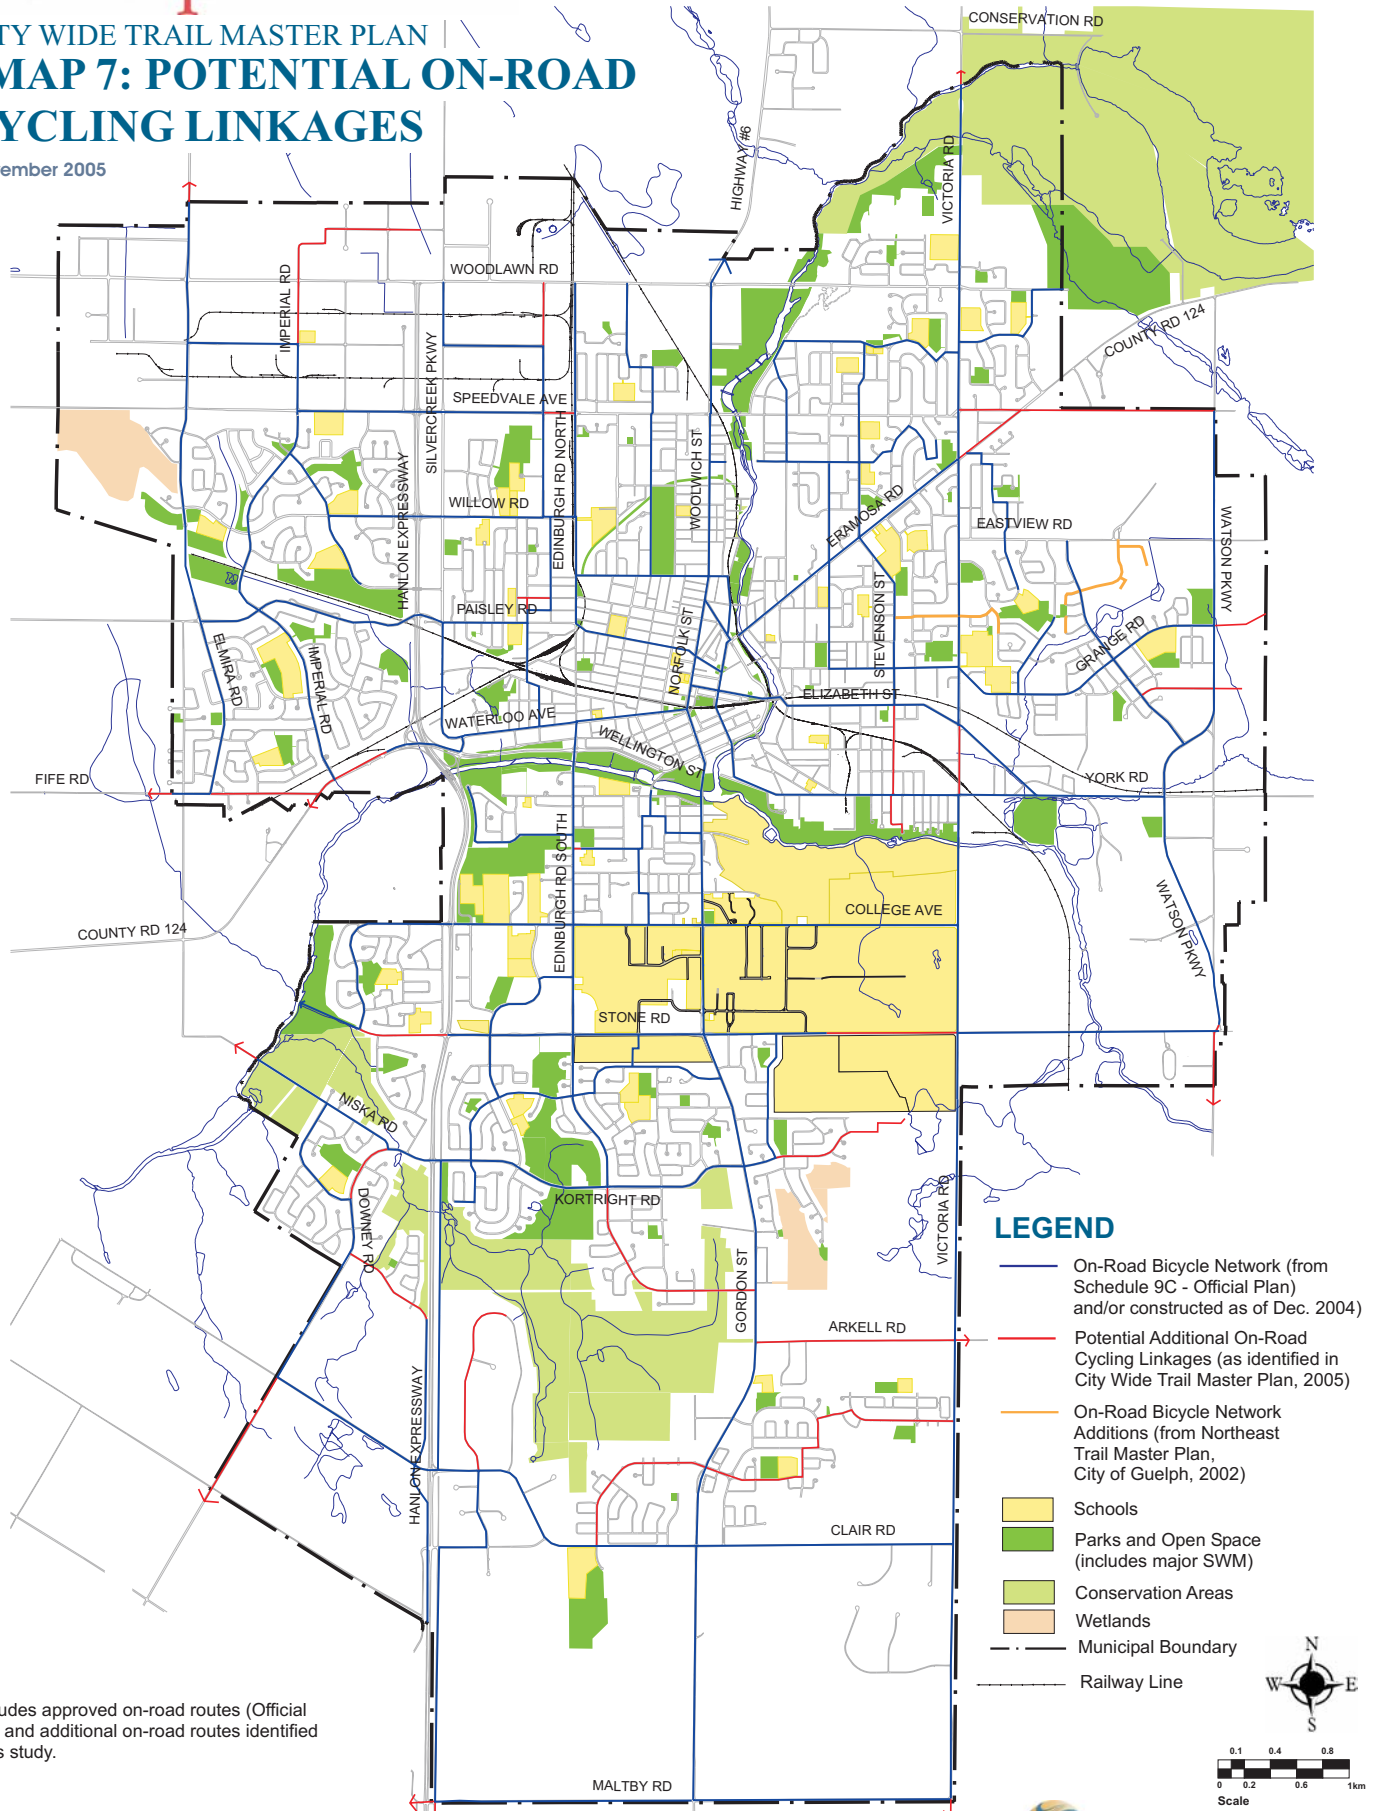 TY WIDE TRAIL MASTER PLAN
MAP 7: POTENTIAL ON-ROAD
YCLING LINKAGES
ember 2005
CONSERVATION RD
HIGHWAY #6
VICTORIA RD
WOODLAWN RD
IMPERIAL RD
SILVERCREEK PKWY
COUNTY RD 124
SPEEDVALE AVE
EDINBURGH RD NORTH
WOOLWICH ST
HANLON EXPRESSWAY
WILLOW RD
ERAMOSA RD
EASTVIEW RD
WATSON PKWY
PAISLEY RD
STEVENSON ST
NORFOLK ST
GRANGE RD
ELMIRA RD
IMPERIAL RD
ELIZABETH ST
WATERLOO AVE
WELLINGTON ST
FIFE RD
YORK RD
EDINBURGH RD SOUTH
COLLEGE AVE
COUNTY RD 124
WATSON PKWY
STONE RD
NISKA RD
DOWNEY RD
KORTRIGHT RD
VICTORIA RD
GORDON ST
ARKELL RD
HANLON EXPRESSWAY
CLAIR RD
MALTBY RD
LEGEND
On-Road Bicycle Network (from
Schedule 9C - Official Plan)
and/or constructed as of Dec. 2004)
Potential Additional On-Road
Cycling Linkages (as identified in
City Wide Trail Master Plan, 2005)
On-Road Bicycle Network
Additions (from Northeast
Trail Master Plan,
City of Guelph, 2002)
Schools
Parks and Open Space
(includes major SWM)
Conservation Areas
Wetlands
Municipal Boundary
Railway Line
N
W E
S
0.1 0.4 0.8
0 0.2 0.6 1km
Scale
udes approved on-road routes (Official
and additional on-road routes identified
s study.